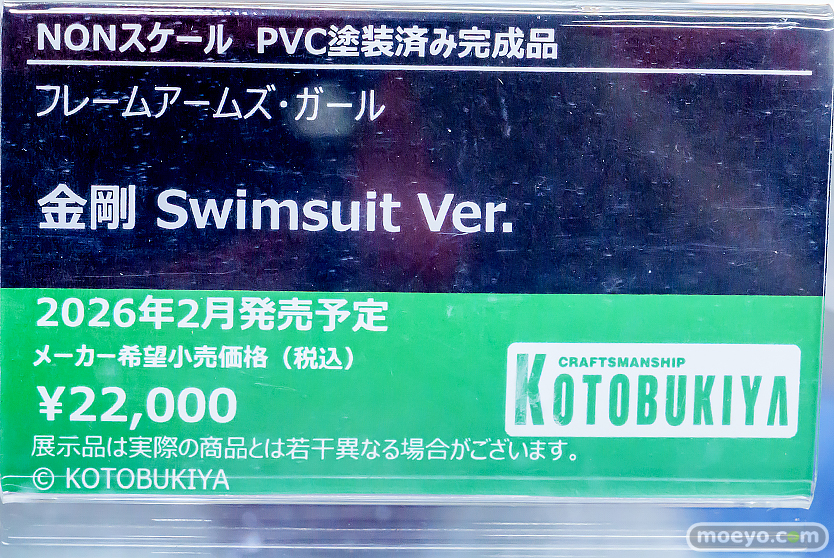 NONスケール PVC塗装済み完成品
フレームアームズ・ガール
金剛 Swimsuit Ver.
2026年2月発売予定
メーカー希望小売価格（税込）
¥22,000
CRAFTSMANSHIP
KOTOBUKIYA
展示品は実際の商品とは若干異なる場合がございます。
© KOTOBUKIYA
moeyo.com